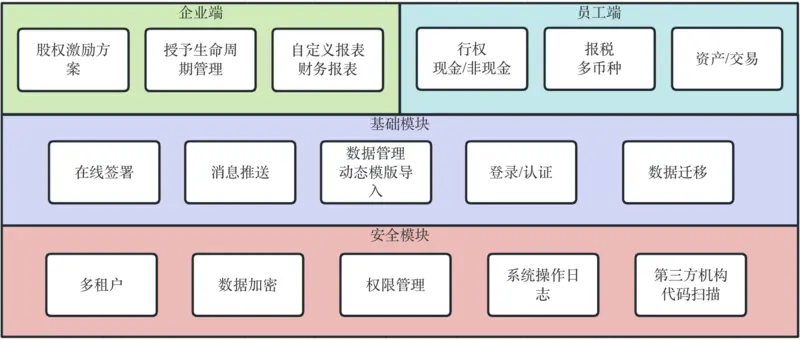 企业端
股权激励方
案
授予生命周
期管理
自定义报表
财务报表
员工端
行权
现金/非现金
报税
多币种
资产/交易
基础模块
在线签署
消息推送
数据管理
动态模版导
入
登录/认证
数据迁移
安全模块
多租户
数据加密
权限管理
系统操作日
志
第三方机构
代码扫描